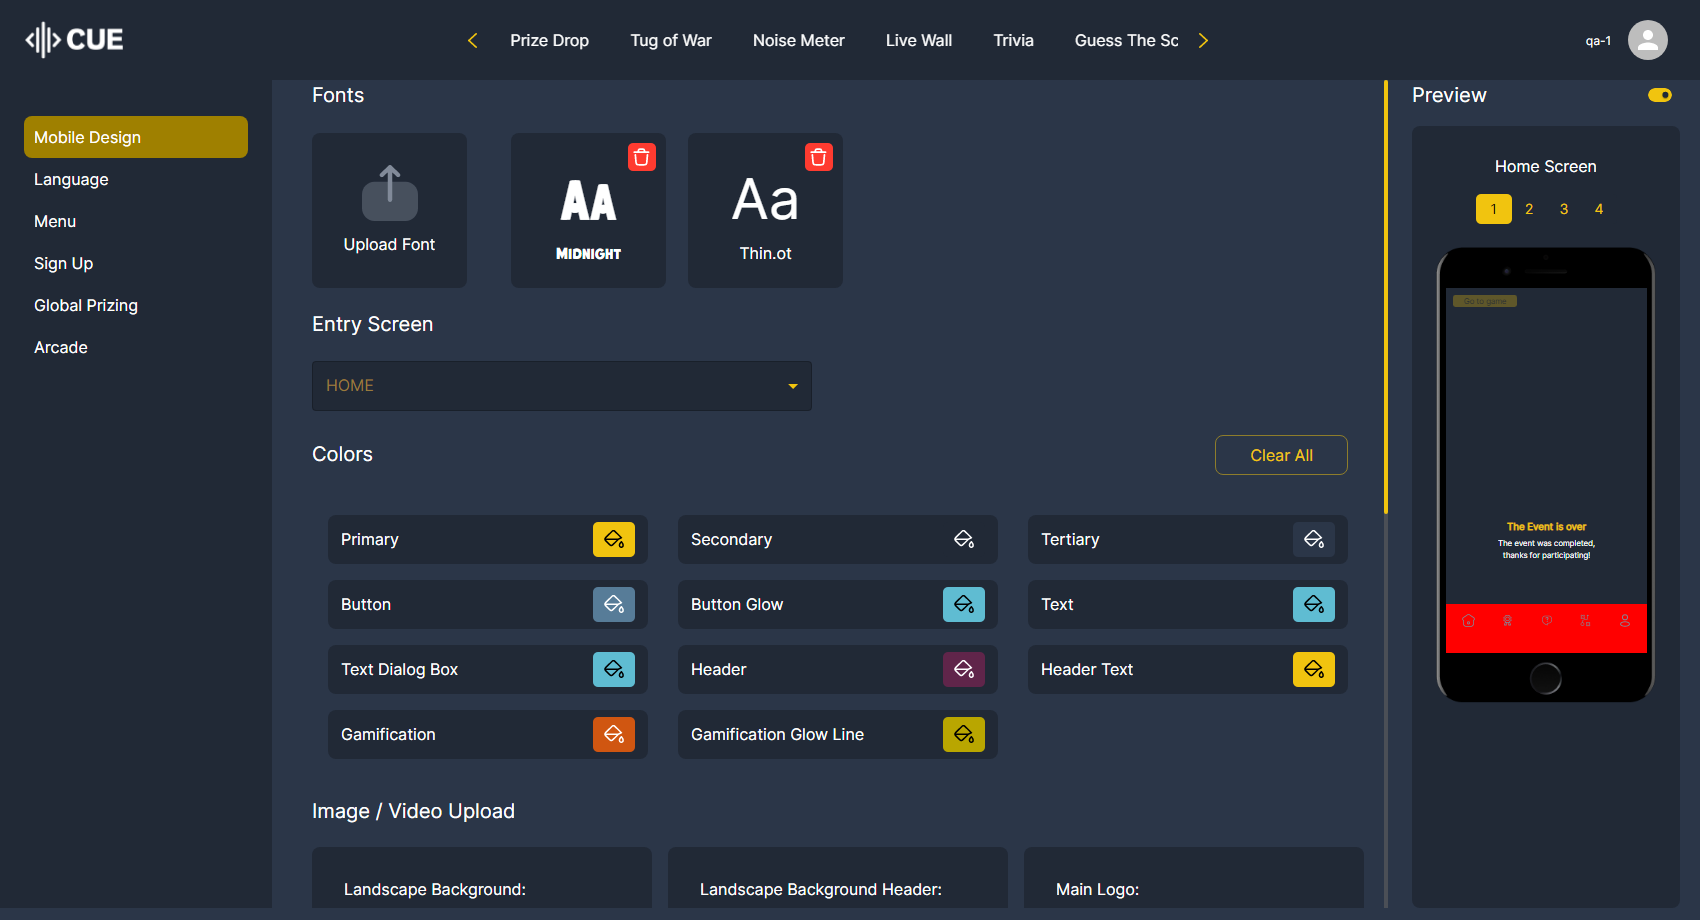 CUE
Prize Drop
Tug of War
Noise Meter
Live Wall
Trivia
Guess The Sc
qa-1
Mobile Design
Language
Menu
Sign Up
Global Prizing
Arcade
Fonts
Upload Font
AA
MIDNIGHT
Aa
Thin.ot
Entry Screen
HOME
Colors
Clear All
Primary
Secondary
Tertiary
Button
Button Glow
Text
Text Dialog Box
Header
Header Text
Gamification
Gamification Glow Line
Image / Video Upload
Landscape Background:
Landscape Background Header:
Main Logo:
Preview
Home Screen
1 2 3 4
Go to game
The Event is over
The event was completed,
thanks for participating!